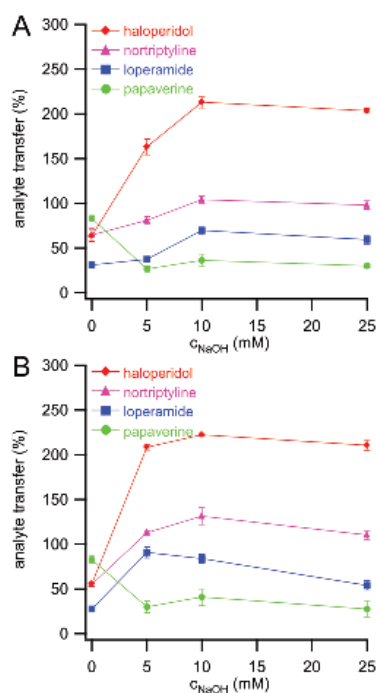 A
300
250
200
150
100
50
0
analyte transfer (%)
haloperidol
nortriptyline
loperamide
papaverine
0 5 10 15 20 25
cNaOH (mM)
B
300
250
200
150
100
50
0
analyte transfer (%)
haloperidol
nortriptyline
loperamide
papaverine
0 5 10 15 20 25
cNaOH (mM)